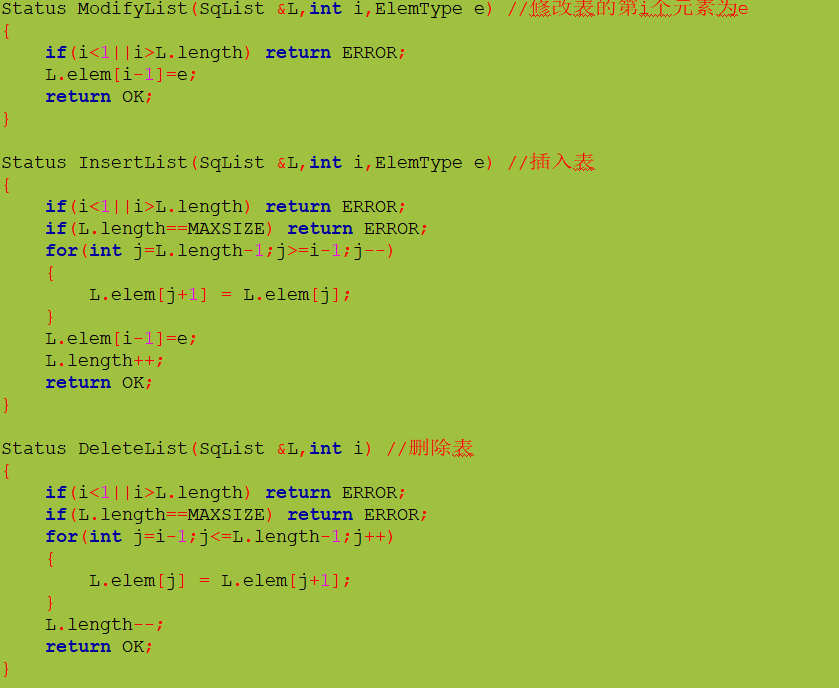 Status ModifyList(SqList &L,int i,ElemType e) //修改表的第i个元素为e
{
    if(i<1||i>L.length) return ERROR;
    L.elem[i-1]=e;
    return OK;
}

Status InsertList(SqList &L,int i,ElemType e) //插入表
{
    if(i<1||i>L.length) return ERROR;
    if(L.length==MAXSIZE) return ERROR;
    for(int j=L.length-1;j>=i-1;j--)
    {
        L.elem[j+1] = L.elem[j];
    }
    L.elem[i-1]=e;
    L.length++;
    return OK;
}

Status DeleteList(SqList &L,int i) //删除表
{
    if(i<1||i>L.length) return ERROR;
    if(L.length==MAXSIZE) return ERROR;
    for(int j=i-1;j<=L.length-1;j++)
    {
        L.elem[j] = L.elem[j+1];
    }
    L.length--;
    return OK;
}